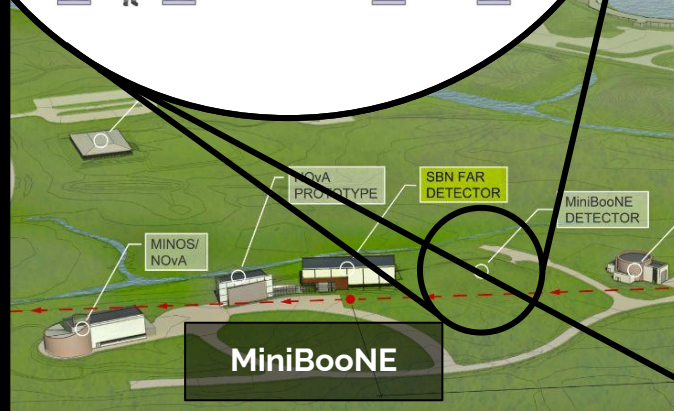 NOvA
PROTOTYPE
SBN FAR
DETECTOR
MiniBooNE
DETECTOR
MINOS/
NOvA
MiniBooNE